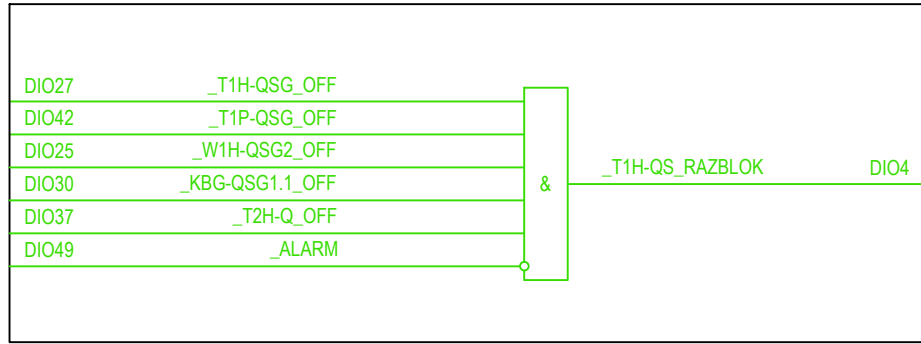 DIO27 _T1H-QSG_OFF
DIO42 _T1P-QSG_OFF
DIO25 _W1H-QSG2_OFF
DIO30 _KBG-QSG1.1_OFF
& _T1H-QS_RAZBLOK DIO4
DIO37 _T2H-Q_OFF
DIO49 _ALARM